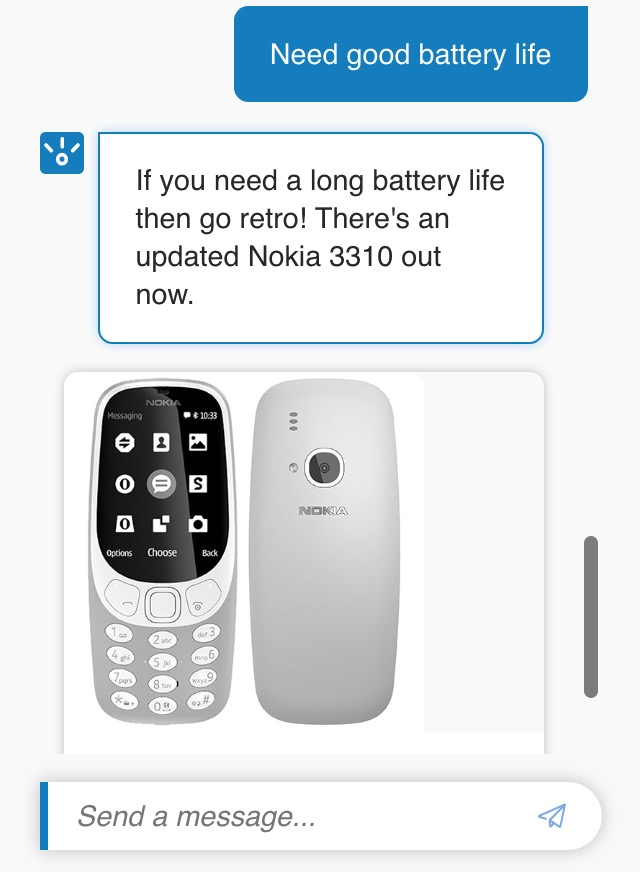 Need good battery life
If you need a long battery life
then go retro! There's an
updated Nokia 3310 out
now.
NOKIA
Messaging 10:33
Options Choose Back
NOKIA
1 2 abc def 3
4 ghi 5 jkl mno 6
7 pqrs 8 tuv wxyz 9
* 0 #
Send a message...